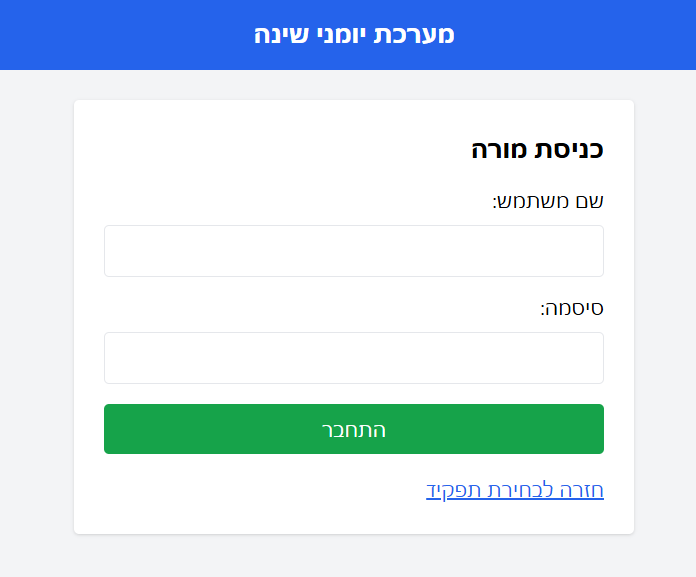 מערכת יומני שינה
כניסת מורה
שם משתמש:
סיסמה:
התחבר
חזרה לבחירת תפקיד